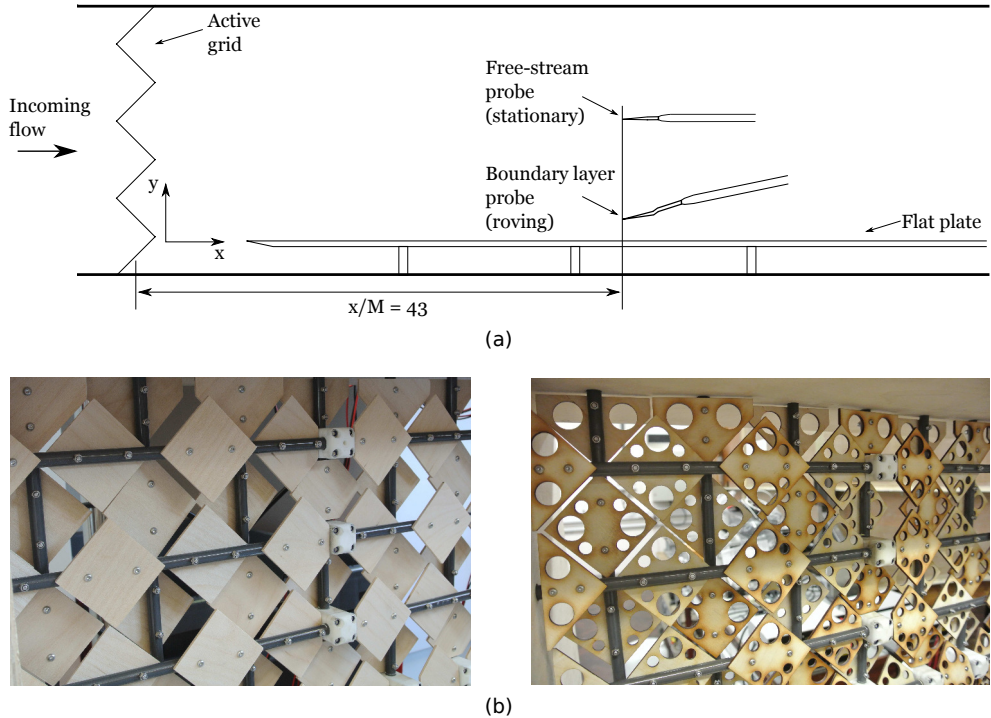 Active
grid
Incoming
flow
Free-stream
probe
(stationary)
Boundary layer
probe
(roving)
Flat plate
y
x
x/M = 43
(a)
(b)